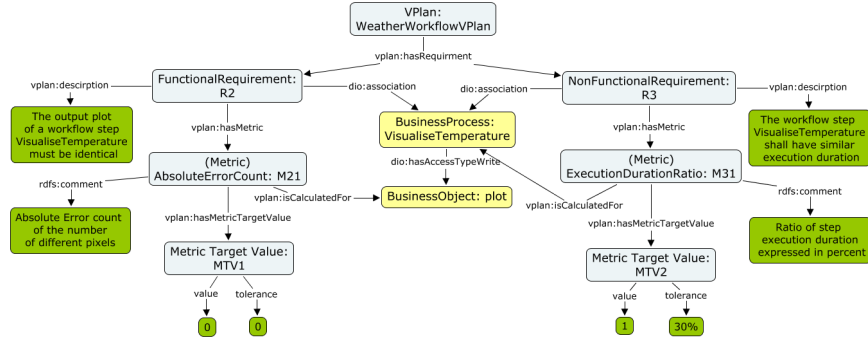 VPlan:
WeatherWorkflowVPlan
vplan:hasRequirment
vplan:descirption
FunctionalRequirement:
R2
dio:association
dio:association
NonFunctionalRequirement:
R3
vplan:descirption
The output plot
of a workflow step
VisualiseTemperature
must be identical
vplan:hasMetric
BusinessProcess:
VisualiseTemperature
vplan:hasMetric
The workflow step
VisualiseTemperature
shall have similar
execution duration
(Metric)
AbsoluteErrorCount: M21
dio:hasAccessTypeWrite
(Metric)
ExecutionDurationRatio: M31
rdfs:comment
vplan:isCalculatedFor
BusinessObject: plot
vplan:isCalculatedFor
rdfs:comment
Absolute Error count
of the number
of different pixels
vplan:hasMetricTargetValue
vplan:hasMetricTargetValue
Ratio of step
execution duration
expressed in percent
Metric Target Value:
MTV1
Metric Target Value:
MTV2
value
tolerance
value
tolerance
0
0
1
30%